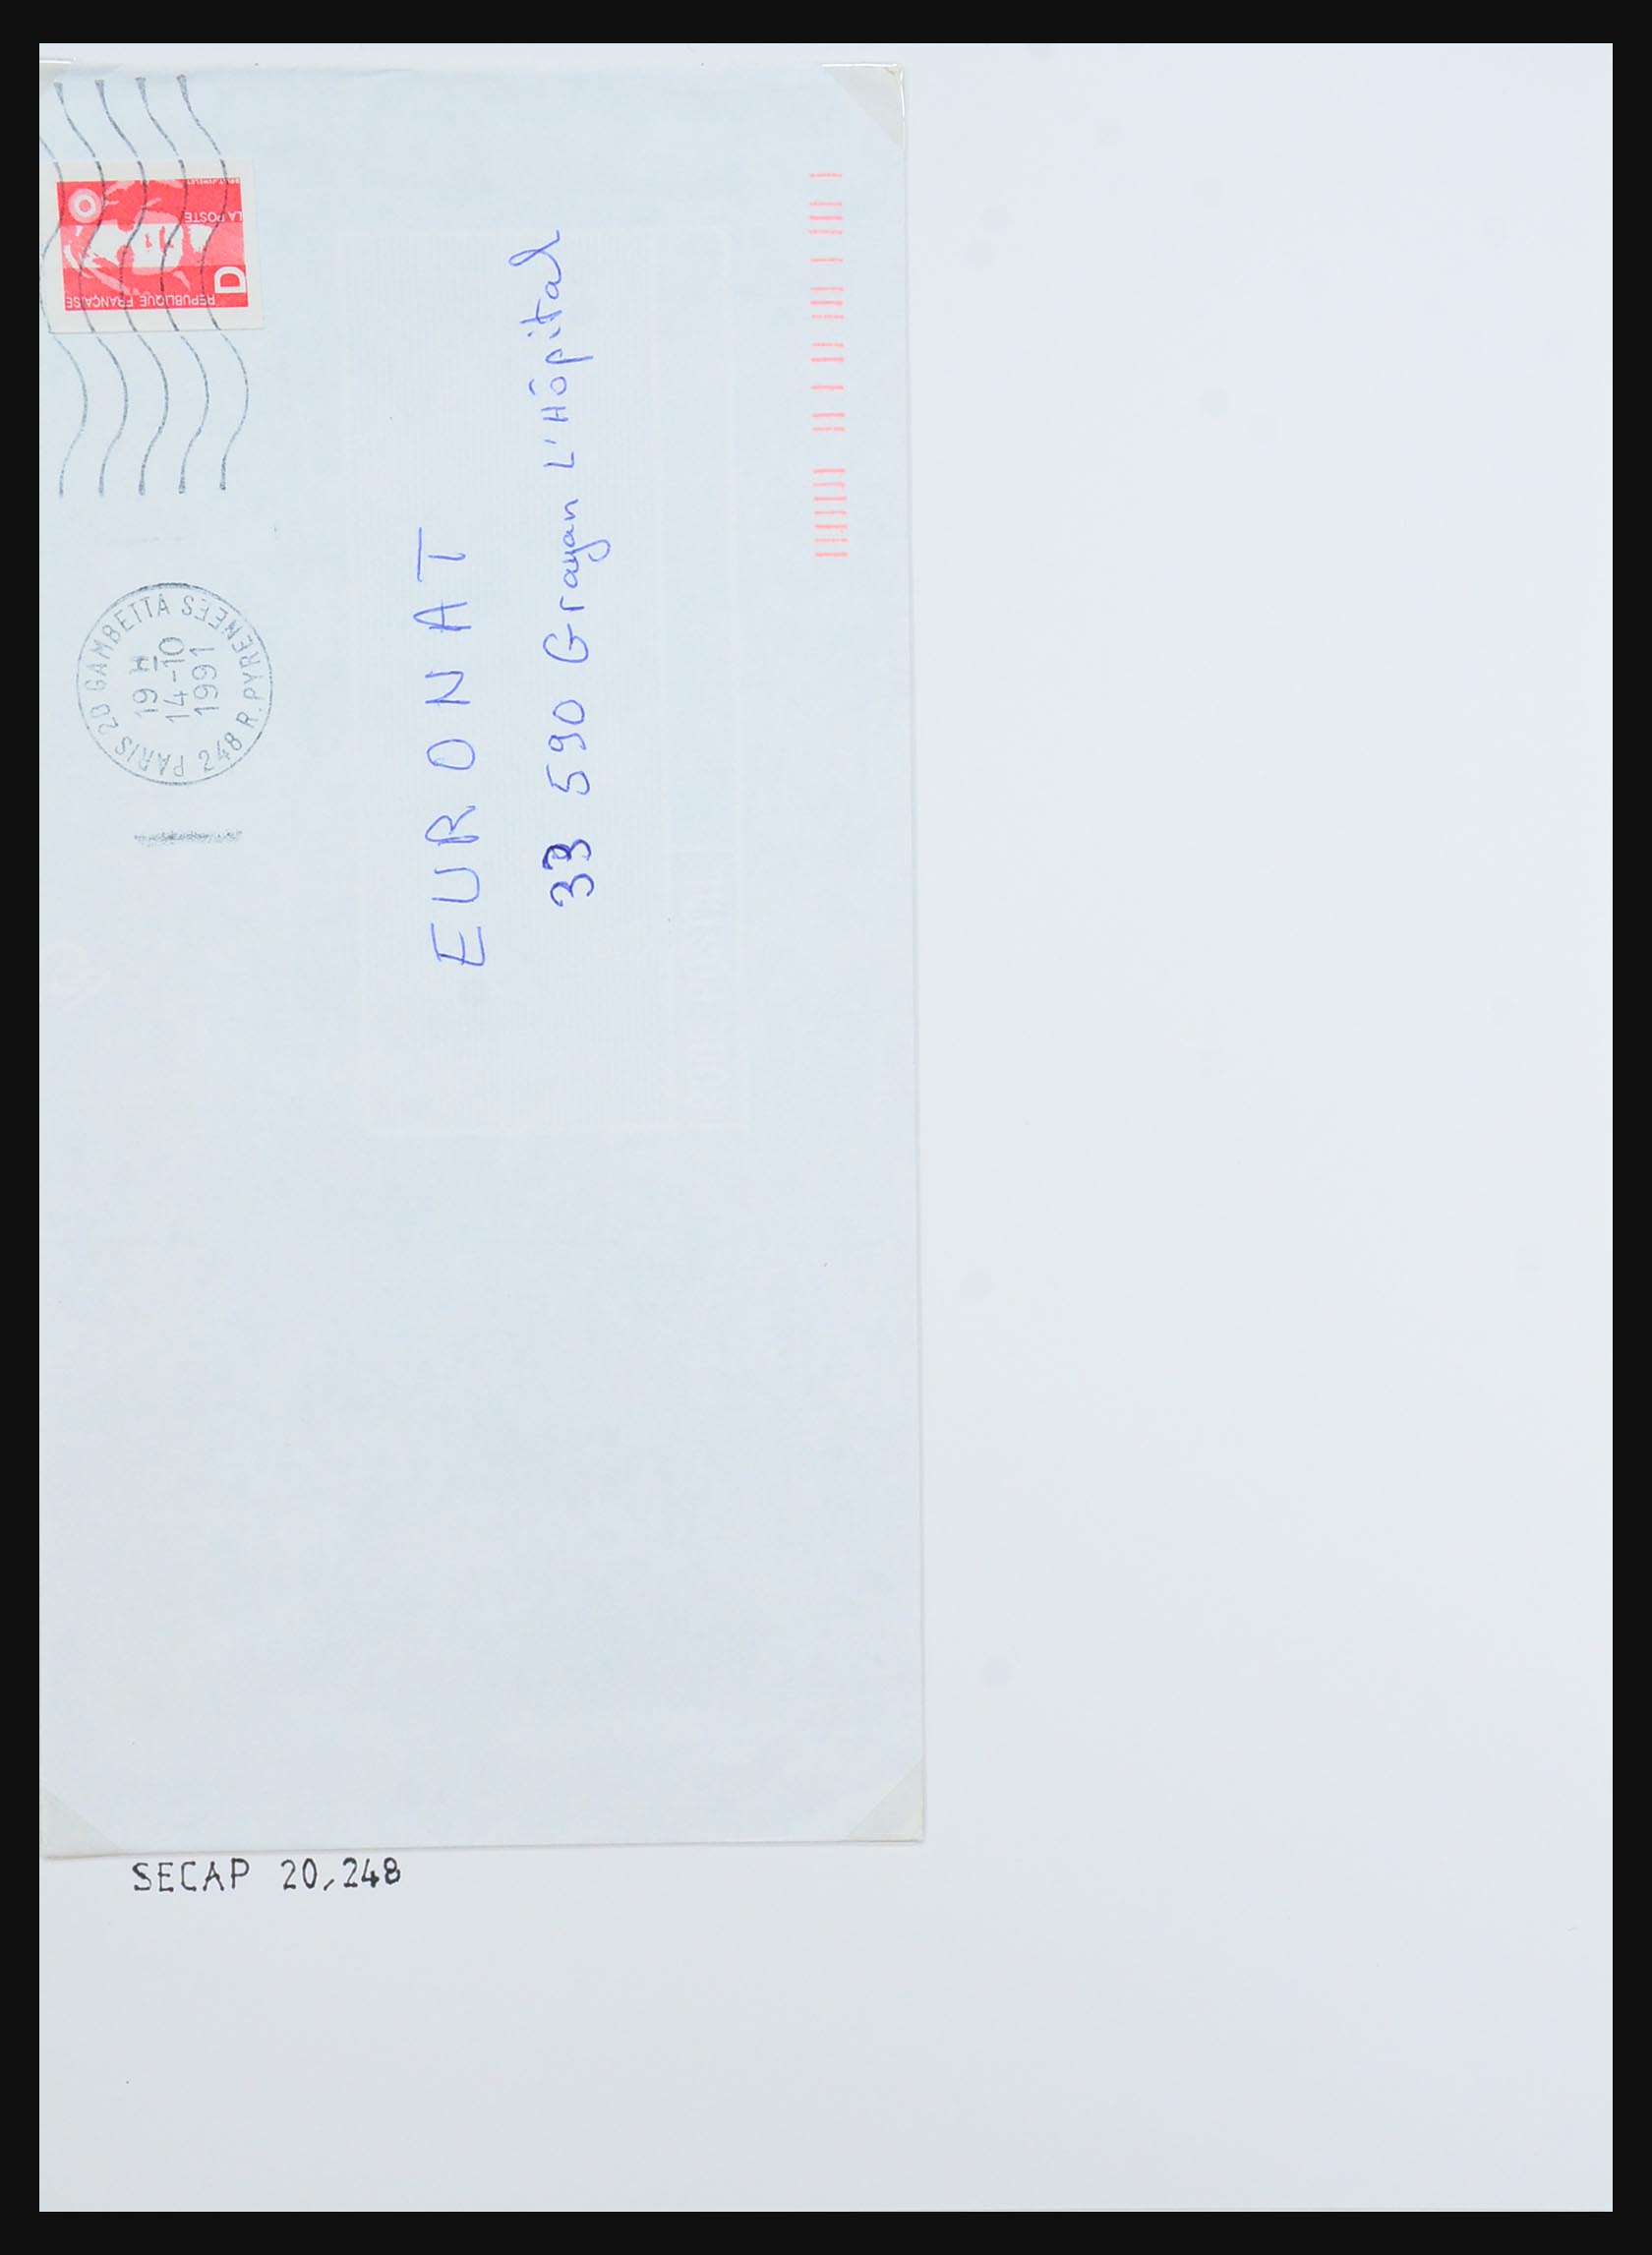 RÉPUBLIQUE FRANÇAISE
D
LA POSTE
PARIS 20 GAMBETTA
19 H
14-10
1991
248 R. PYRENEES
EURONAT
33 590 Grayan L'Hôpital
SECAP 20,248